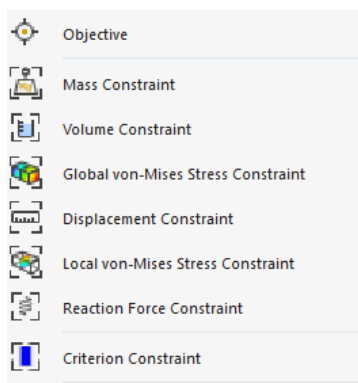 Objective
Mass Constraint
Volume Constraint
Global von-Mises Stress Constraint
Displacement Constraint
Local von-Mises Stress Constraint
Reaction Force Constraint
Criterion Constraint